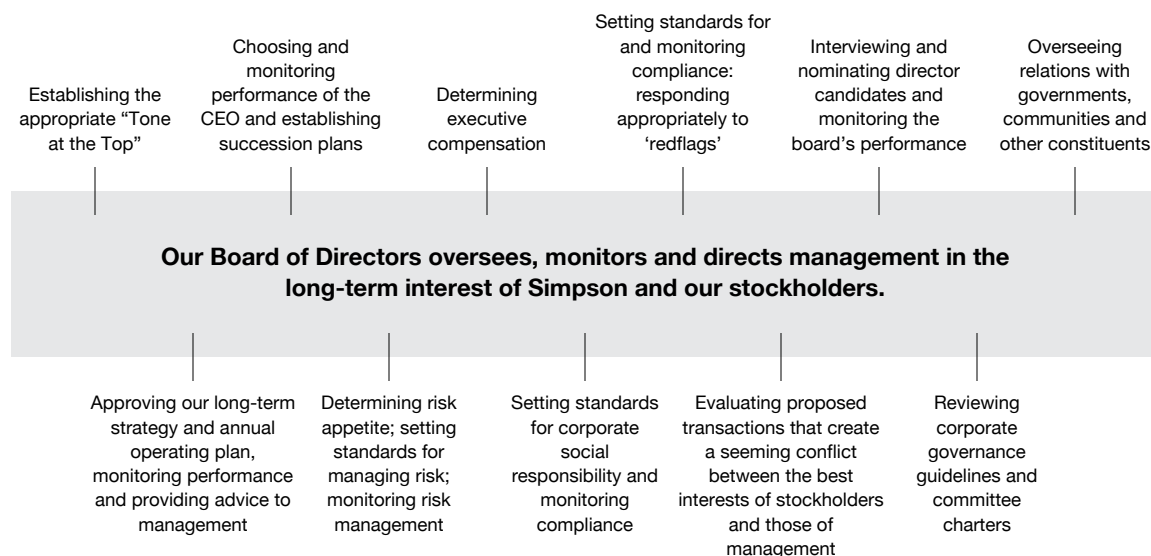 Establishing the
appropriate “Tone
at the Top”
Choosing and
monitoring
performance of the
CEO and establishing
succession plans
Determining
executive
compensation
Setting standards for
and monitoring
compliance:
responding
appropriately to
‘redflags’
Interviewing and
nominating director
candidates and
monitoring the
board’s performance
Overseeing
relations with
governments,
communities and
other constituents
Our Board of Directors oversees, monitors and directs management in the
long-term interest of Simpson and our stockholders.
Approving our long-term
strategy and annual
operating plan,
monitoring performance
and providing advice to
management
Determining risk
appetite; setting
standards for
managing risk;
monitoring risk
management
Setting standards
for corporate
social
responsibility and
monitoring
compliance
Evaluating proposed
transactions that create
a seeming conflict
between the best
interests of stockholders
and those of
management
Reviewing
corporate
governance
guidelines and
committee
charters